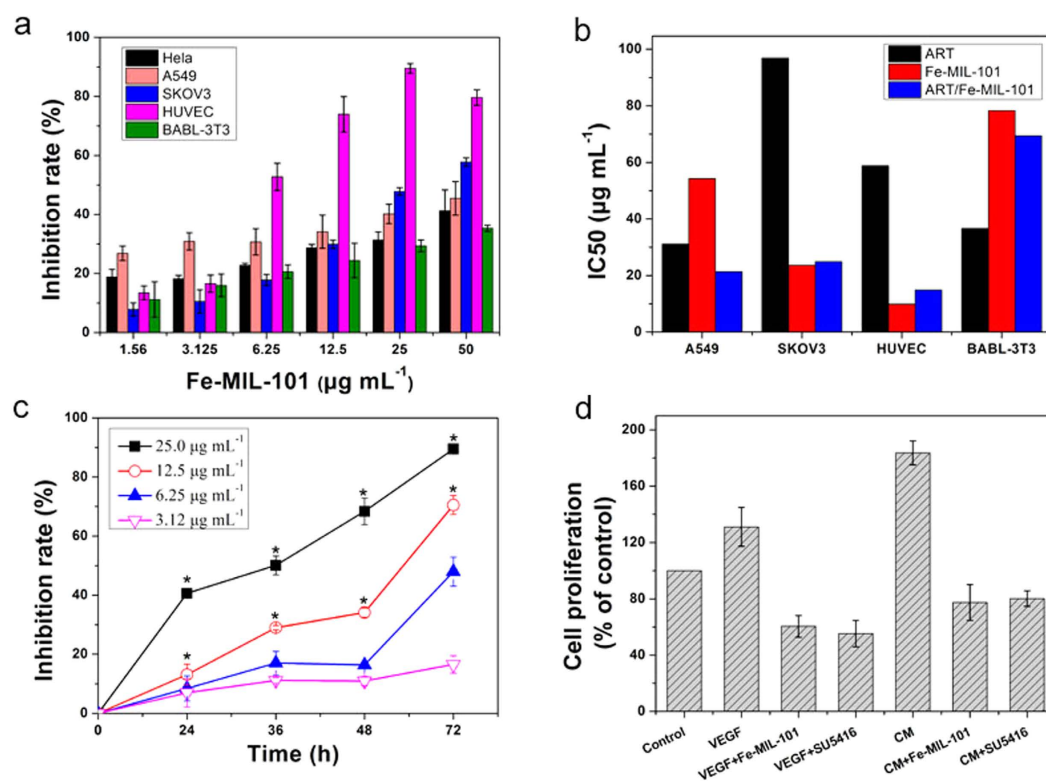 a
Inhibition rate (%)
100
80
60
40
20
0
Hela
A549
SKOV3
HUVEC
BABL-3T3
1.56 3.125 6.25 12.5 25 50
Fe-MIL-101 (µg mL⁻¹)
b
IC50 (µg mL⁻¹)
100
80
60
40
20
0
ART
Fe-MIL-101
ART/Fe-MIL-101
A549 SKOV3 HUVEC BABL-3T3
c
Inhibition rate (%)
100
80
60
40
20
0
25.0 µg mL⁻¹
12.5 µg mL⁻¹
6.25 µg mL⁻¹
3.12 µg mL⁻¹
* * * *
* * * *
0 24 36 48 72
Time (h)
d
Cell proliferation
(% of control)
200
160
120
80
40
0
Control VEGF VEGF+Fe-MIL-101 VEGF+SU5416 CM CM+Fe-MIL-101 CM+SU5416